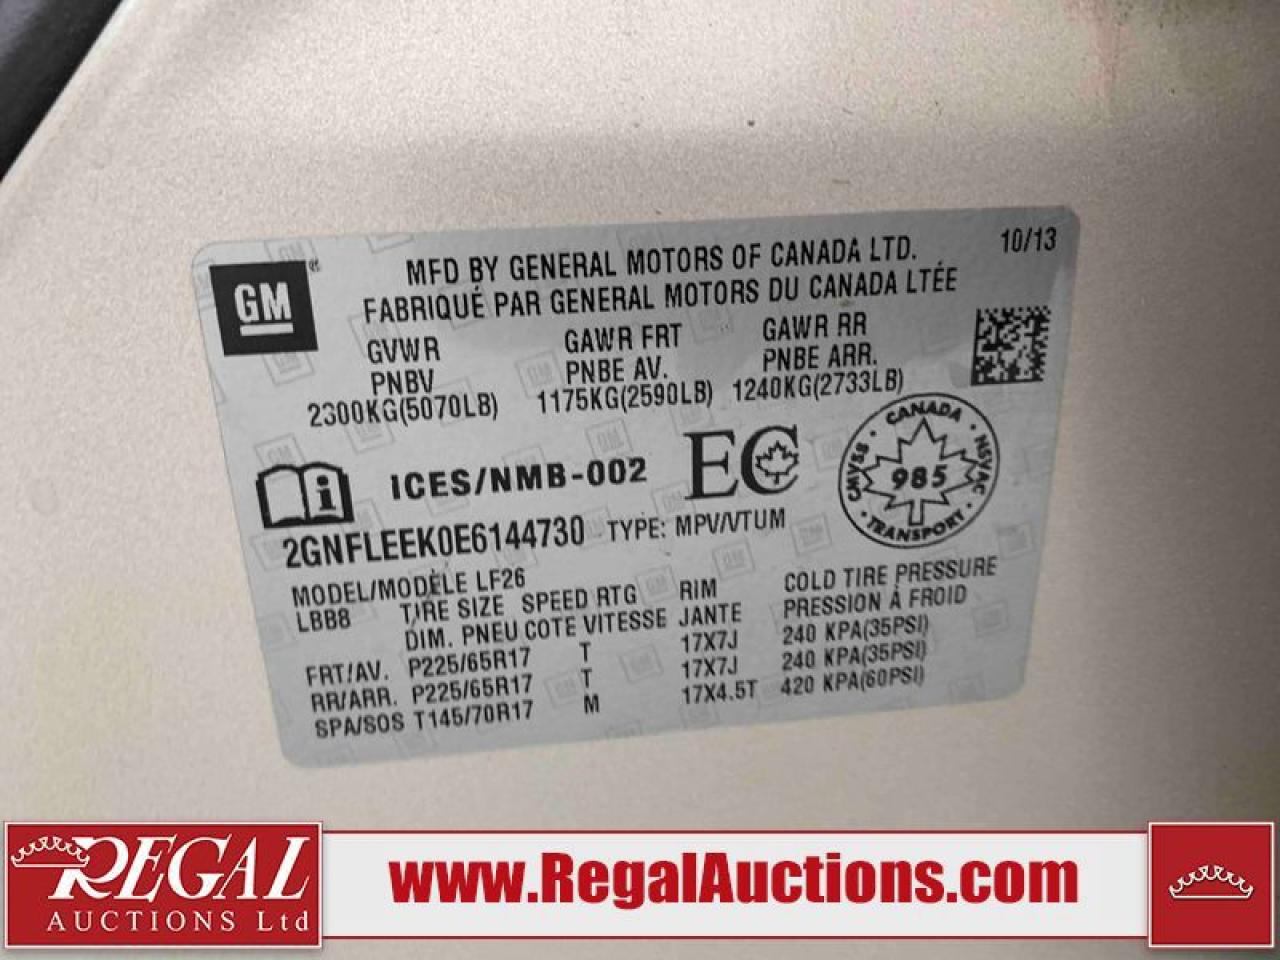 GM ®
MFD BY GENERAL MOTORS OF CANADA LTD. 10/13
FABRIQUÉ PAR GENERAL MOTORS DU CANADA LTÉE
GVWR GAWR FRT GAWR RR
PNBV PNBE AV. PNBE ARR.
2300KG(5070LB) 1175KG(2590LB) 1240KG(2733LB)
ICES/NMB-002 EC
CANADA
CMVSS 985 NSVAC
TRANSPORT
2GNFLEEK0E6144730 TYPE: MPV/VTUM
MODEL/MODÈLE LF26
LBB8 TIRE SIZE SPEED RTG RIM COLD TIRE PRESSURE
DIM. PNEU COTE VITESSE JANTE PRESSION À FROID
FRT/AV. P225/65R17 T 17X7J 240 KPA(35PSI)
RR/ARR. P225/65R17 T 17X7J 240 KPA(35PSI)
SPA/SOS T145/70R17 M 17X4.5T 420 KPA(60PSI)
REGAL
AUCTIONS Ltd
www.RegalAuctions.com